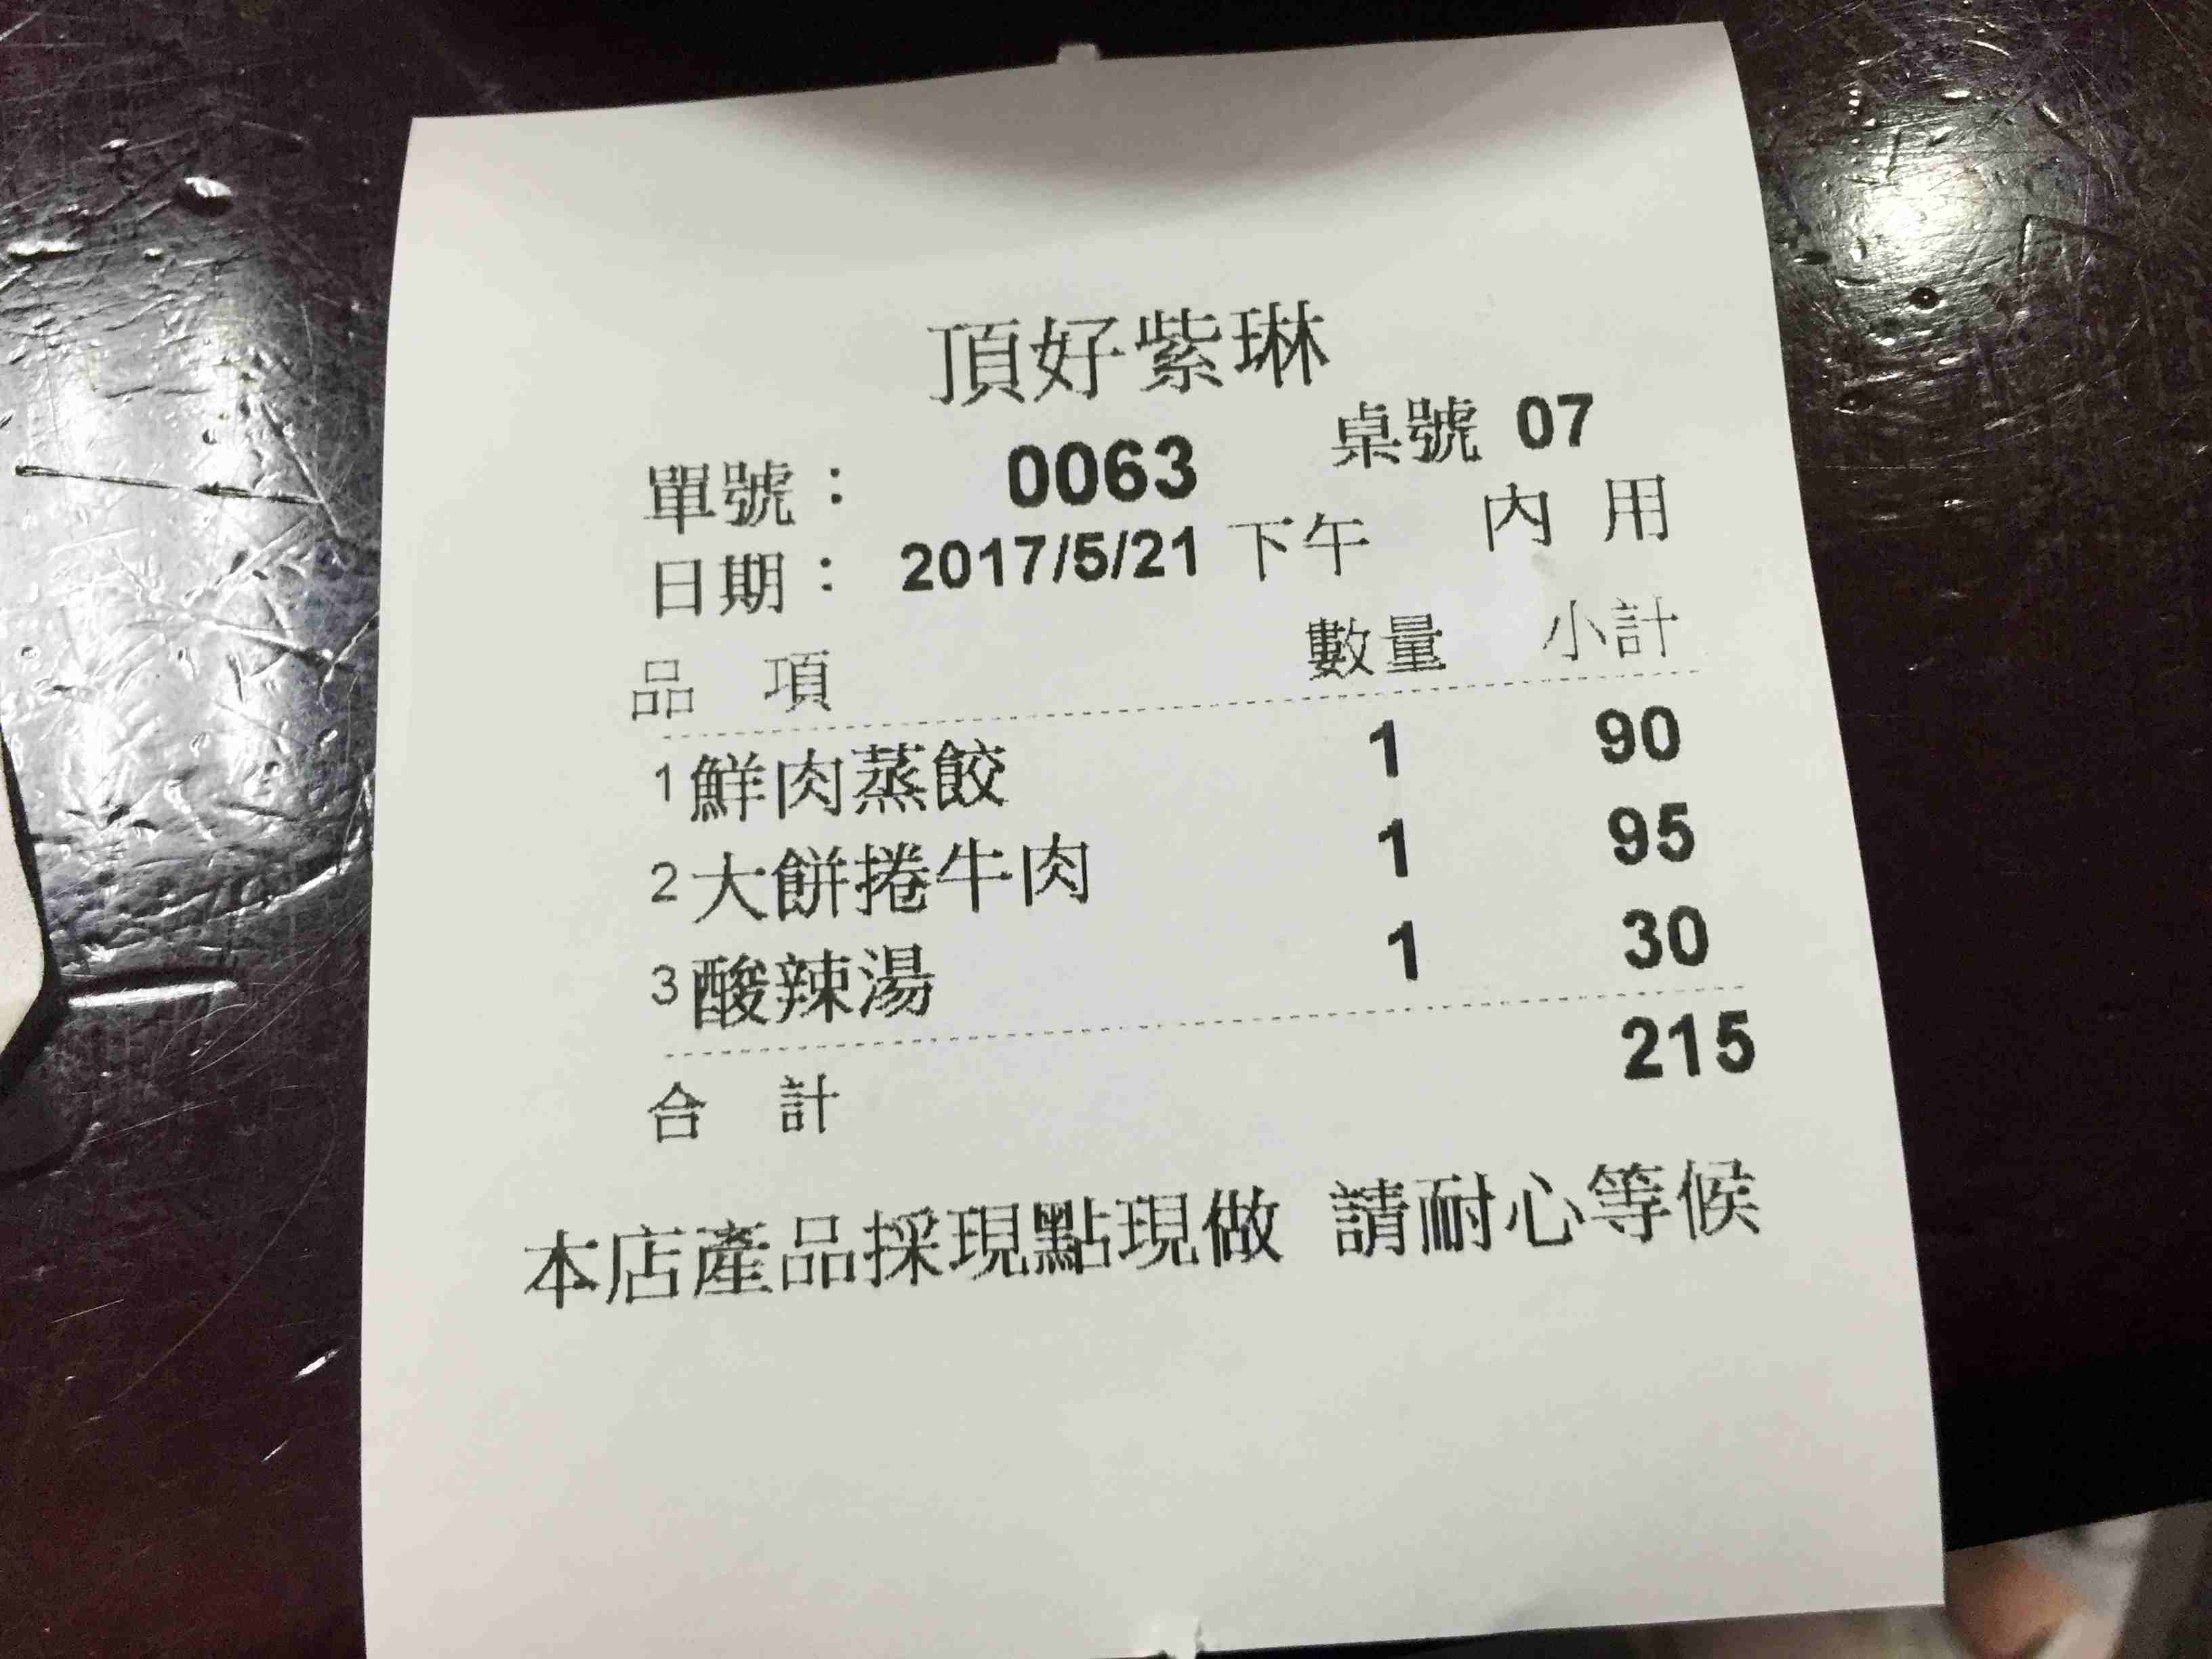 頂好紫琳
單號： 0063 桌號 07
日期： 2017/5/21 下午 內 用
品 項 數量 小計
1 鮮肉蒸餃 1 90
2 大餅捲牛肉 1 95
3 酸辣湯 1 30
合 計 215
本店產品採現點現做 請耐心等候